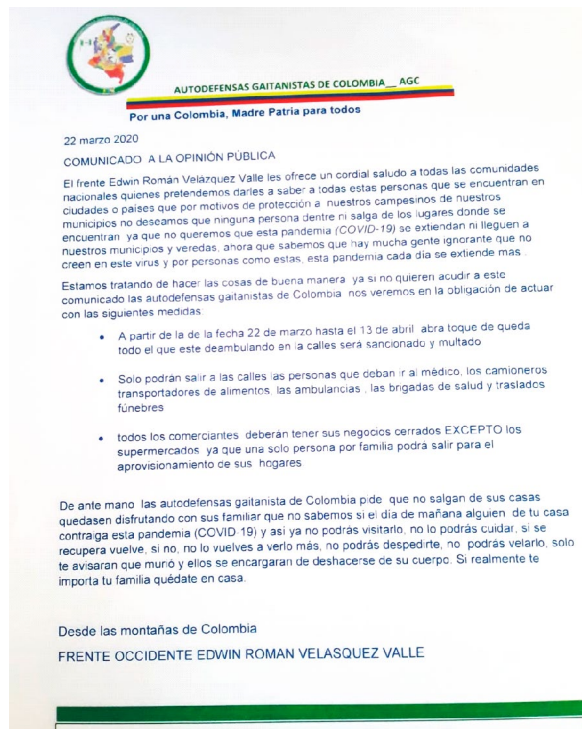 AUTODEFENSAS GAITANISTAS DE COLOMBIA__ AGC
Por una Colombia, Madre Patria para todos
22 marzo 2020
COMUNICADO A LA OPINIÓN PÚBLICA
El frente Edwin Román Velázquez Valle les ofrece un cordial saludo a todas las comunidades
nacionales quienes pretendemos darles a saber a todas estas personas que se encuentran en
ciudades o países que por motivos de protección a nuestros campesinos de nuestros
municipios no deseamos que ninguna persona dentre ni salga de los lugares donde se
encuentran ya que no queremos que esta pandemia (COVID-19) se extiendan ni lleguen a
nuestros municipios y veredas, ahora que sabemos que hay mucha gente ignorante que no
creen en este virus y por personas como estas, esta pandemia cada día se extiende mas .
Estamos tratando de hacer las cosas de buena manera ya si no quieren acudir a este
comunicado las autodefensas gaitanistas de Colombia nos veremos en la obligación de actuar
con las siguientes medidas
• A partir de la de la fecha 22 de marzo hasta el 13 de abril abra toque de queda
todo el que este deambulando en la calles será sancionado y multado
• Solo podrán salir a las calles las personas que deban ir al médico, los camioneros
transportadores de alimentos, las ambulancias , las brigadas de salud y traslados
fúnebres
• todos los comerciantes deberán tener sus negocios cerrados EXCEPTO los
supermercados ya que una solo persona por familia podrá salir para el
aprovisionamiento de sus hogares
De ante mano las autodefensas gaitanista de Colombia pide que no salgan de sus casas
quedasen disfrutando con sus familiar que no sabemos si el día de mañana alguien de tu casa
contraiga esta pandemia (COVID-19) y así ya no podrás visitarlo, no lo podrás cuidar, si se
recupera vuelve, si no, no lo vuelves a verlo más, no podrás despedirte, no podrás velarlo, solo
te avisaran que murió y ellos se encargaran de deshacerse de su cuerpo. Si realmente te
importa tu familia quédate en casa.
Desde las montañas de Colombia
FRENTE OCCIDENTE EDWIN ROMAN VELASQUEZ VALLE